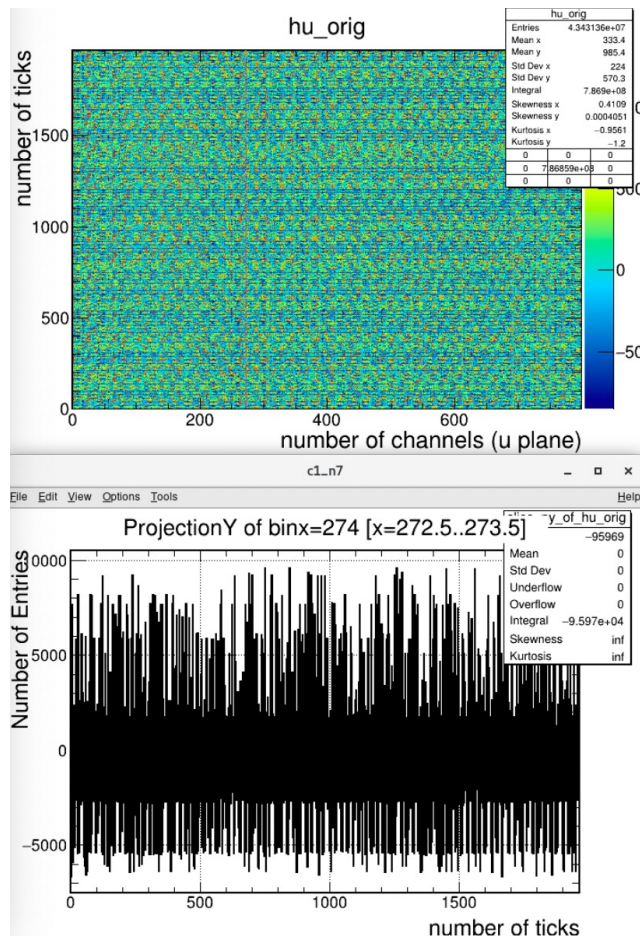 hu_orig
hu_orig
Entries 4.343136e+07
Mean x 333.4
Mean y 985.4
Std Dev x 224
Std Dev y 570.3
Integral 7.869e+08
Skewness x 0.4109
Skewness y 0.0004051
Kurtosis x −0.9561
Kurtosis y −1.2
0 0 0
0 7.86859e+08 0
0 0 0
number of ticks
1500
1000
500
0
0 200 400 600
number of channels (u plane)
0
−50
c1_n7
File Edit View Options Tools Help
ProjectionY of binx=274 [x=272.5..273.5]
_ny_of_hu_orig
−95969
Mean 0
Std Dev 0
Underflow 0
Overflow 0
Integral −9.597e+04
Skewness inf
Kurtosis inf
Number of Entries
0000
5000
0
−5000
0 500 1000 1500
number of ticks